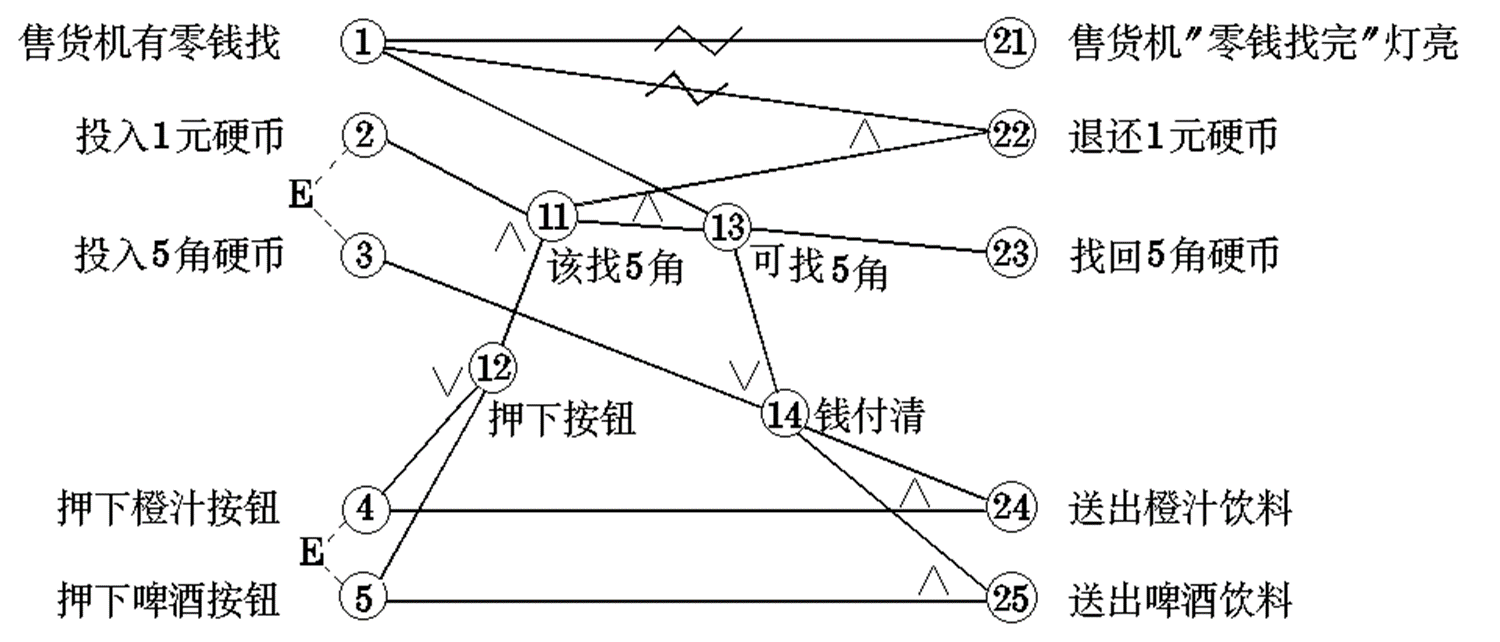 售货机有零钱找 1 21 售货机"零钱找完"灯亮
投入1元硬币 2 22 退还1元硬币
E
∧
11 ∧ 13
∧
该找5角 可找5角
投入5角硬币 3 23 找回5角硬币
12
∨ ∨
押下按钮
14 钱付清
押下橙汁按钮 4 ∧ 24 送出橙汁饮料
E
∧
押下啤酒按钮 5 25 送出啤酒饮料